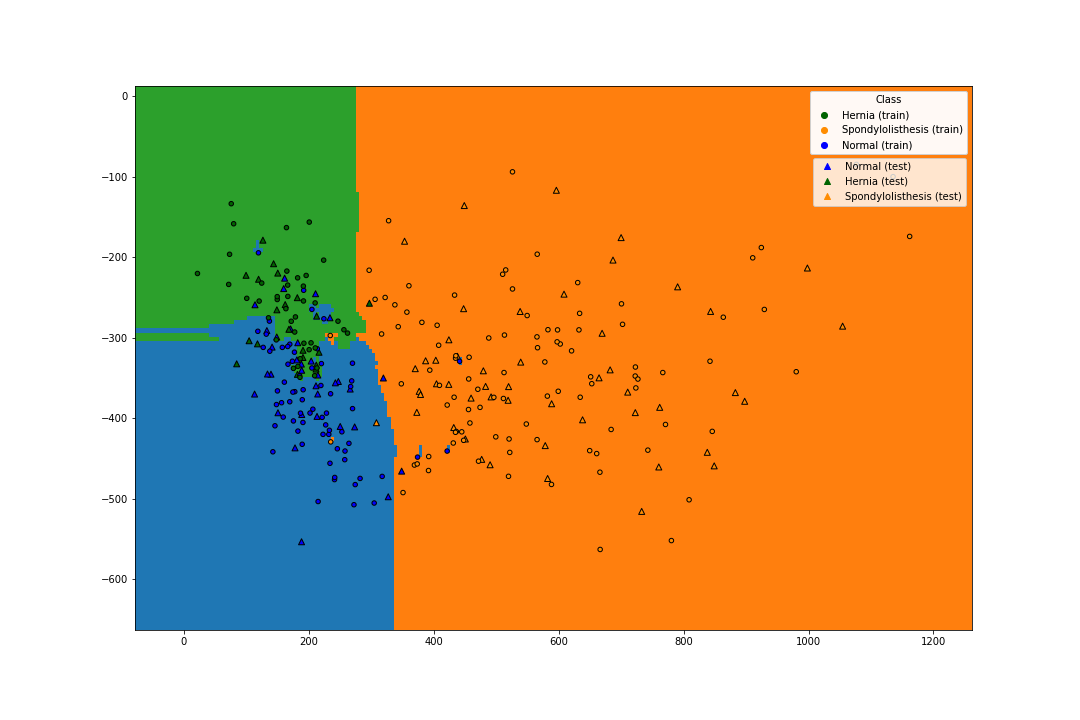 Class
Hernia (train)
Spondylolisthesis (train)
Normal (train)
Normal (test)
Hernia (test)
Spondylolisthesis (test)
0
−100
−200
−300
−400
−500
−600
0 200 400 600 800 1000 1200